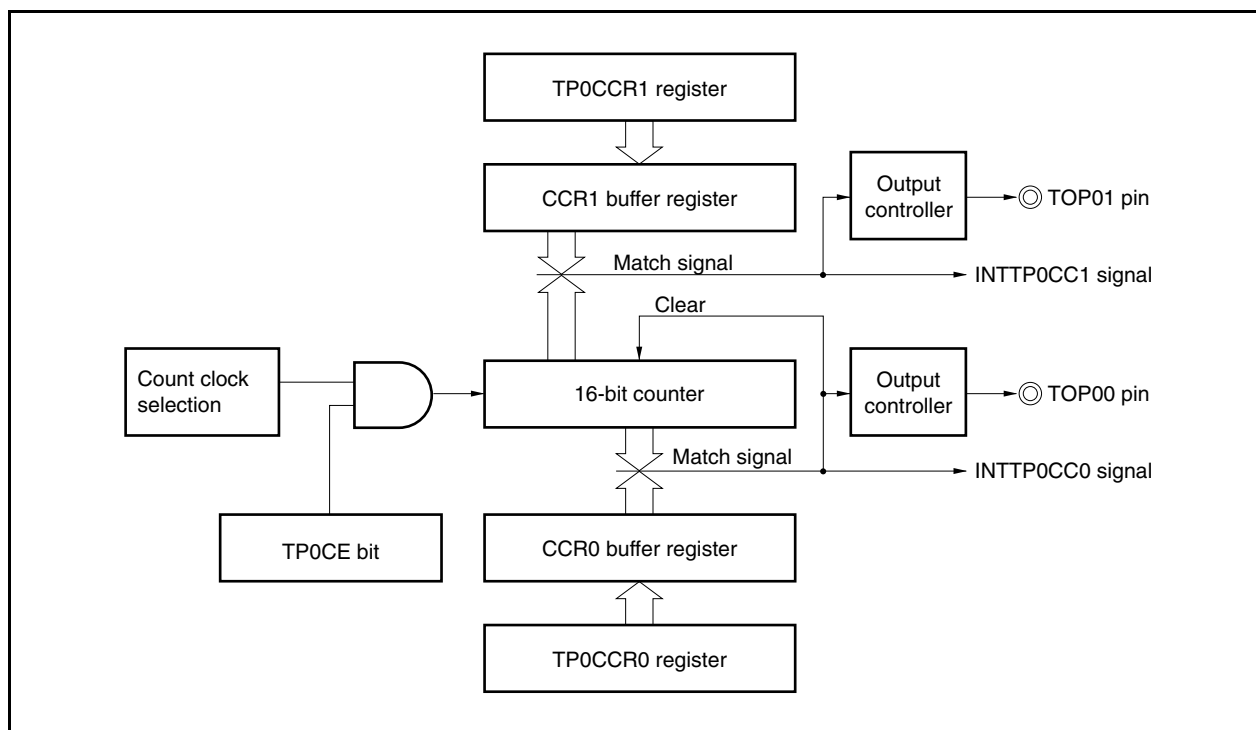 TP0CCR1 register
CCR1 buffer register
Output
controller
TOP01 pin
Match signal
INTTP0CC1 signal
Clear
Count clock
selection
16-bit counter
Output
controller
TOP00 pin
Match signal
INTTP0CC0 signal
TP0CE bit
CCR0 buffer register
TP0CCR0 register